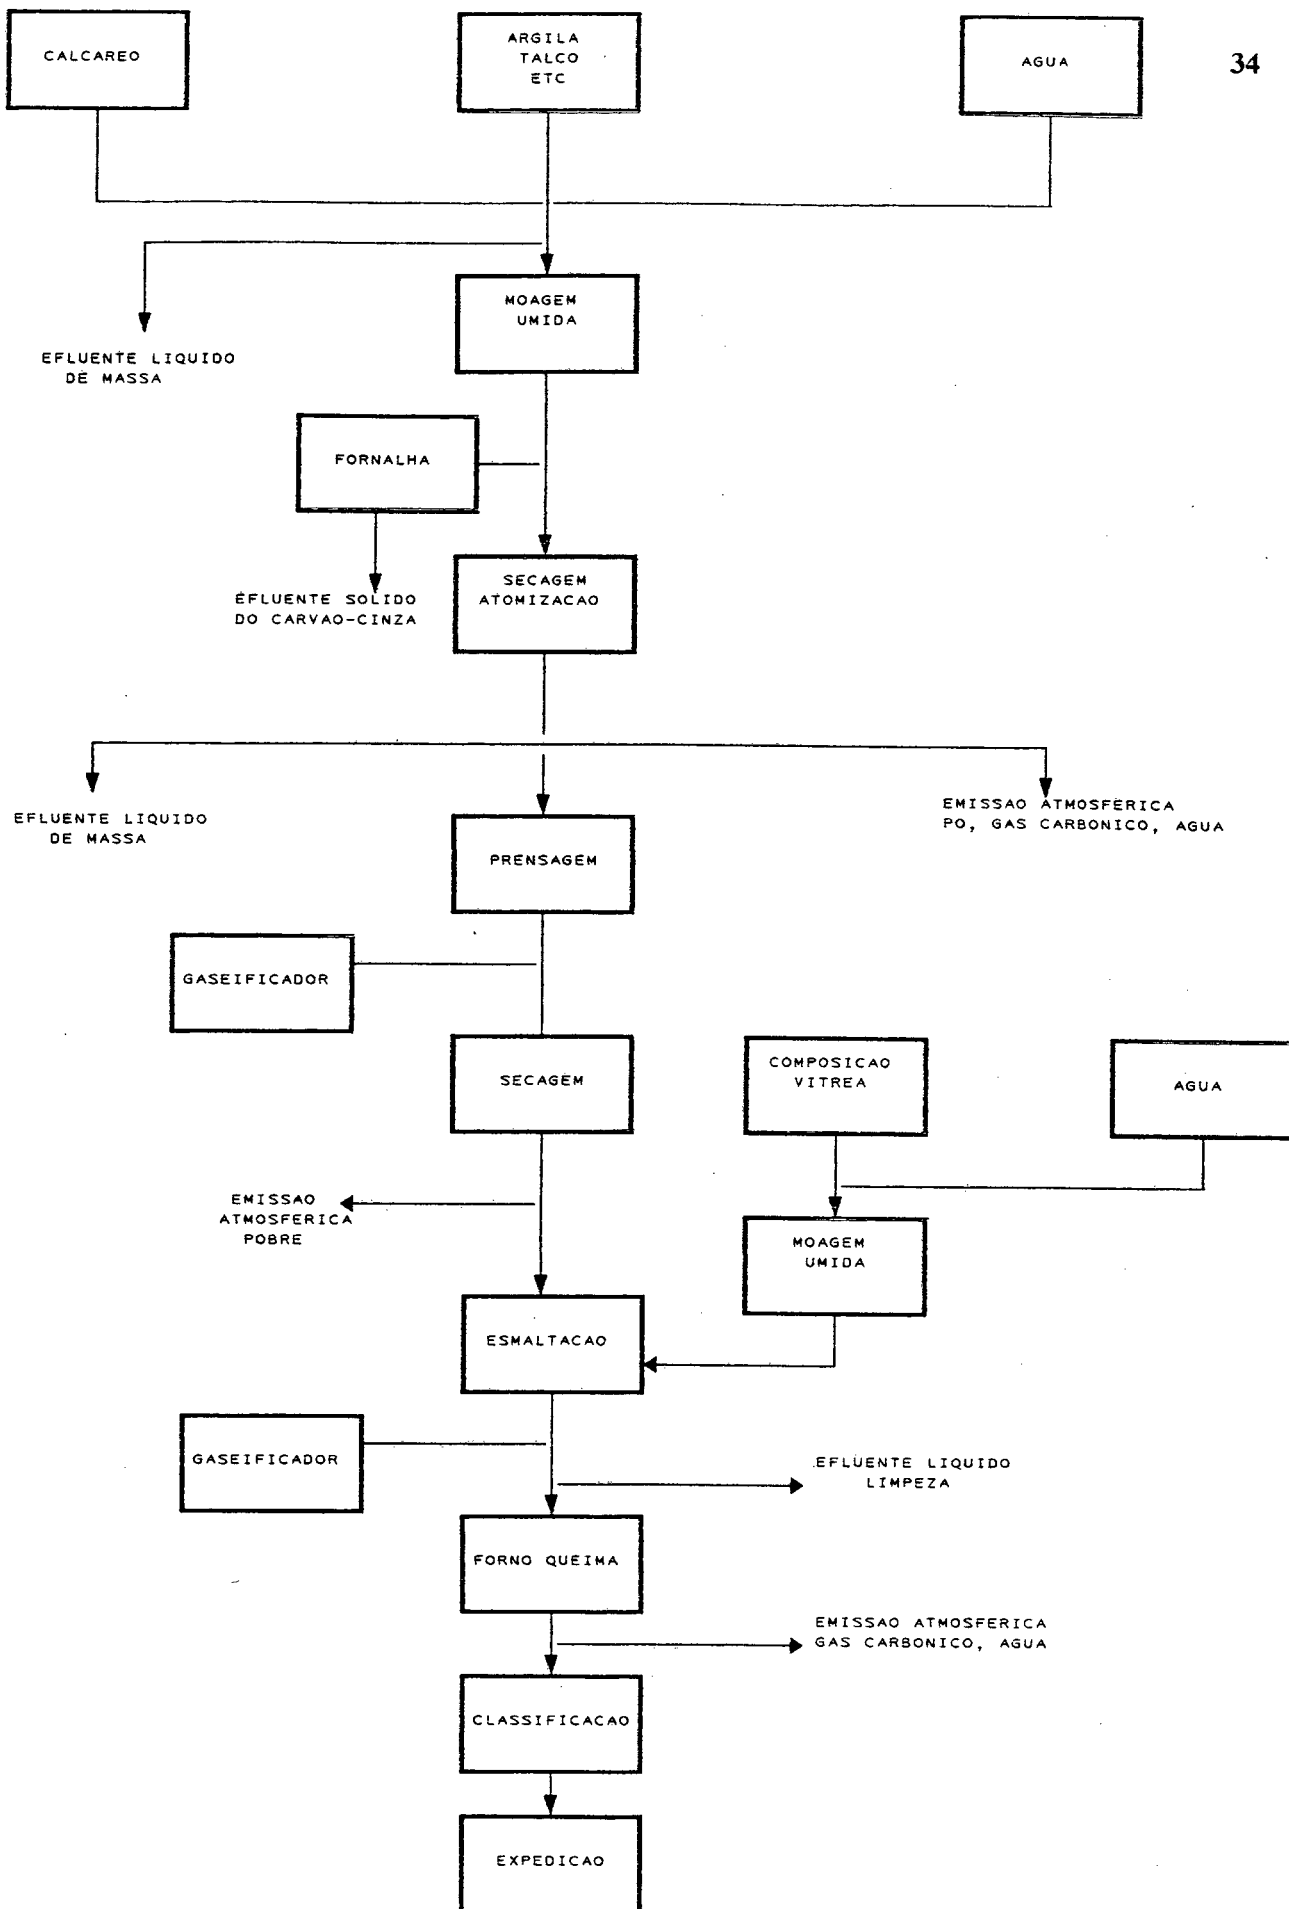 34
CALCAREO
ARGILA
TALCO
ETC
AGUA
MOAGEM
UMIDA
EFLUENTE LIQUIDO
DE MASSA
FORNALHA
EFLUENTE SOLIDO
DO CARVAO-CINZA
SECAGEM
ATOMIZACAO
EFLUENTE LIQUIDO
DE MASSA
EMISSAO ATMOSFERICA
PO, GAS CARBONICO, AGUA
PRENSAGEM
GASEIFICADOR
SECAGEM
COMPOSICAO
VITREA
AGUA
EMISSAO
ATMOSFERICA
POBRE
MOAGEM
UMIDA
ESMALTACAO
GASEIFICADOR
EFLUENTE LIQUIDO
LIMPEZA
FORNO QUEIMA
EMISSAO ATMOSFERICA
GAS CARBONICO, AGUA
CLASSIFICACAO
EXPEDICAO